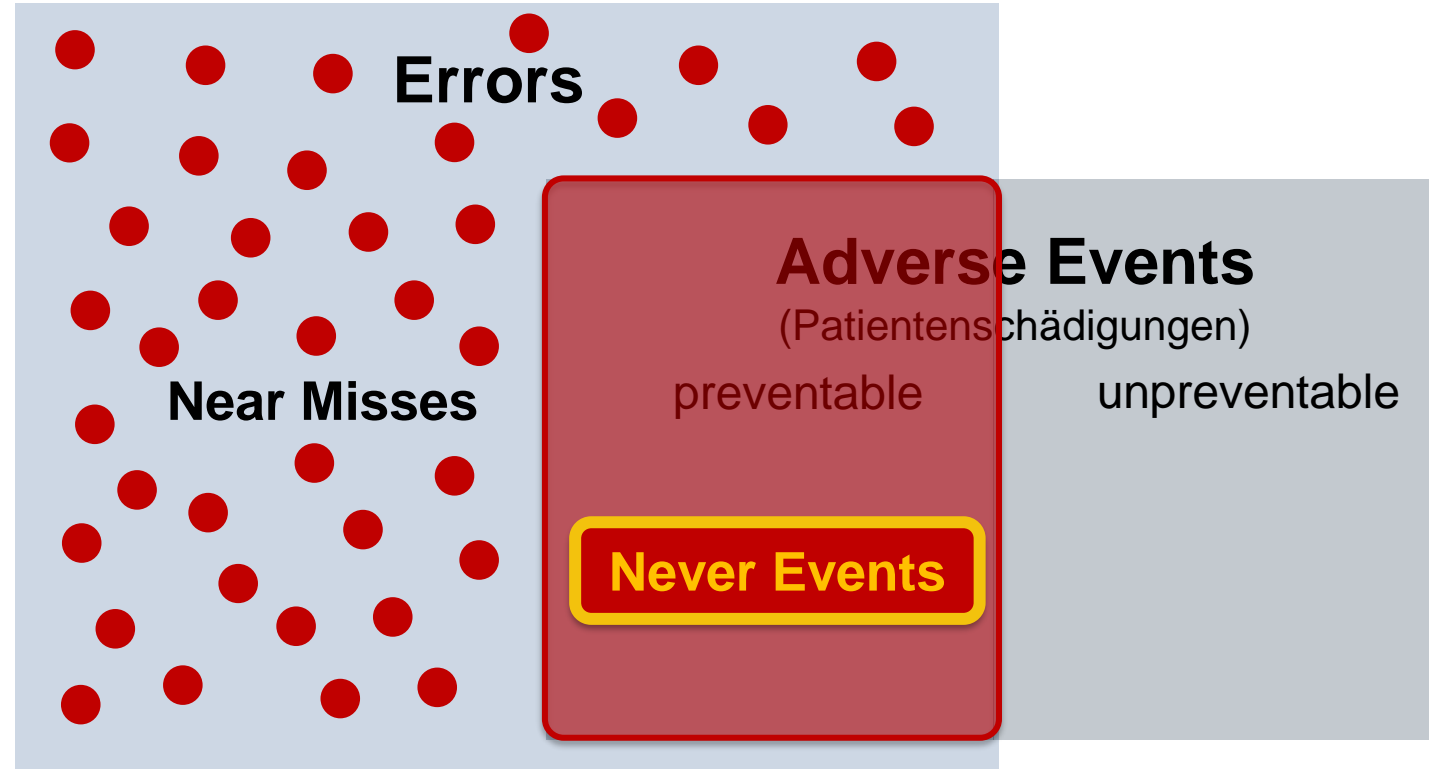 Errors
Adverse Events
(Patientenschädigungen)
Near Misses
preventable
unpreventable
Never Events